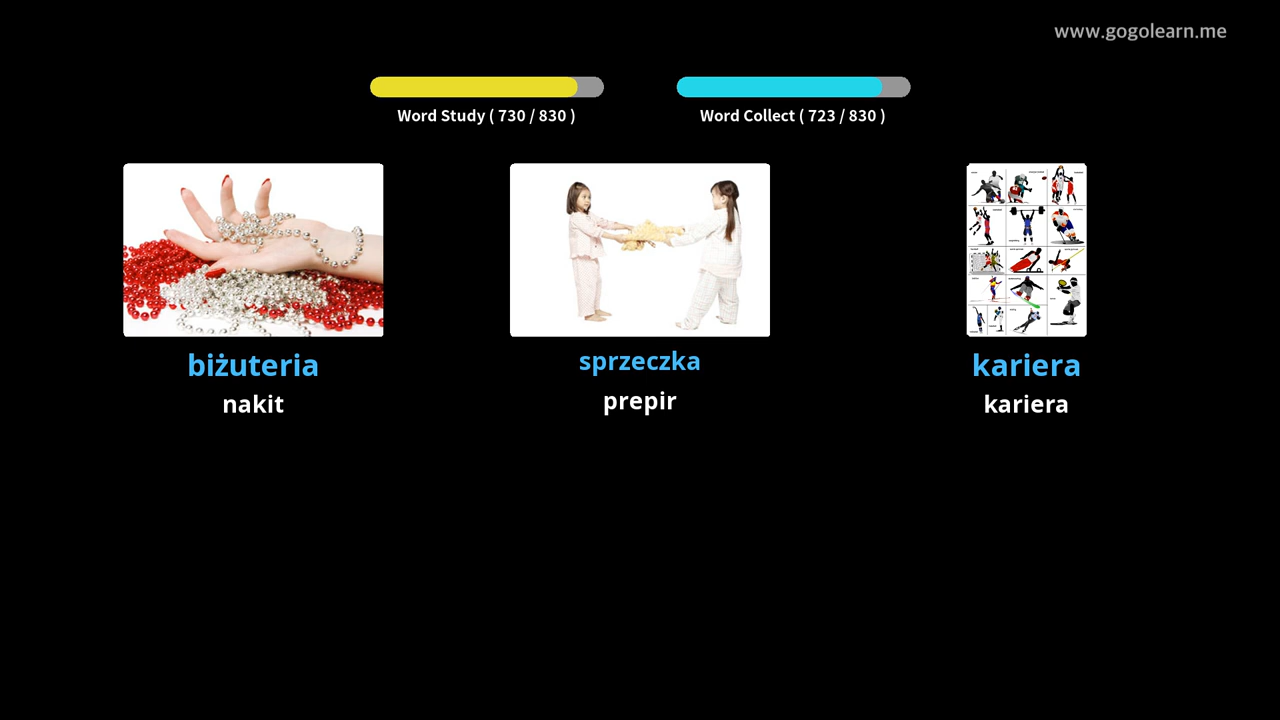 www.gogolearn.me
Word Study ( 730 / 830 )
Word Collect ( 723 / 830 )
biżuteria
sprzeczka
kariera
nakit
prepir
kariera